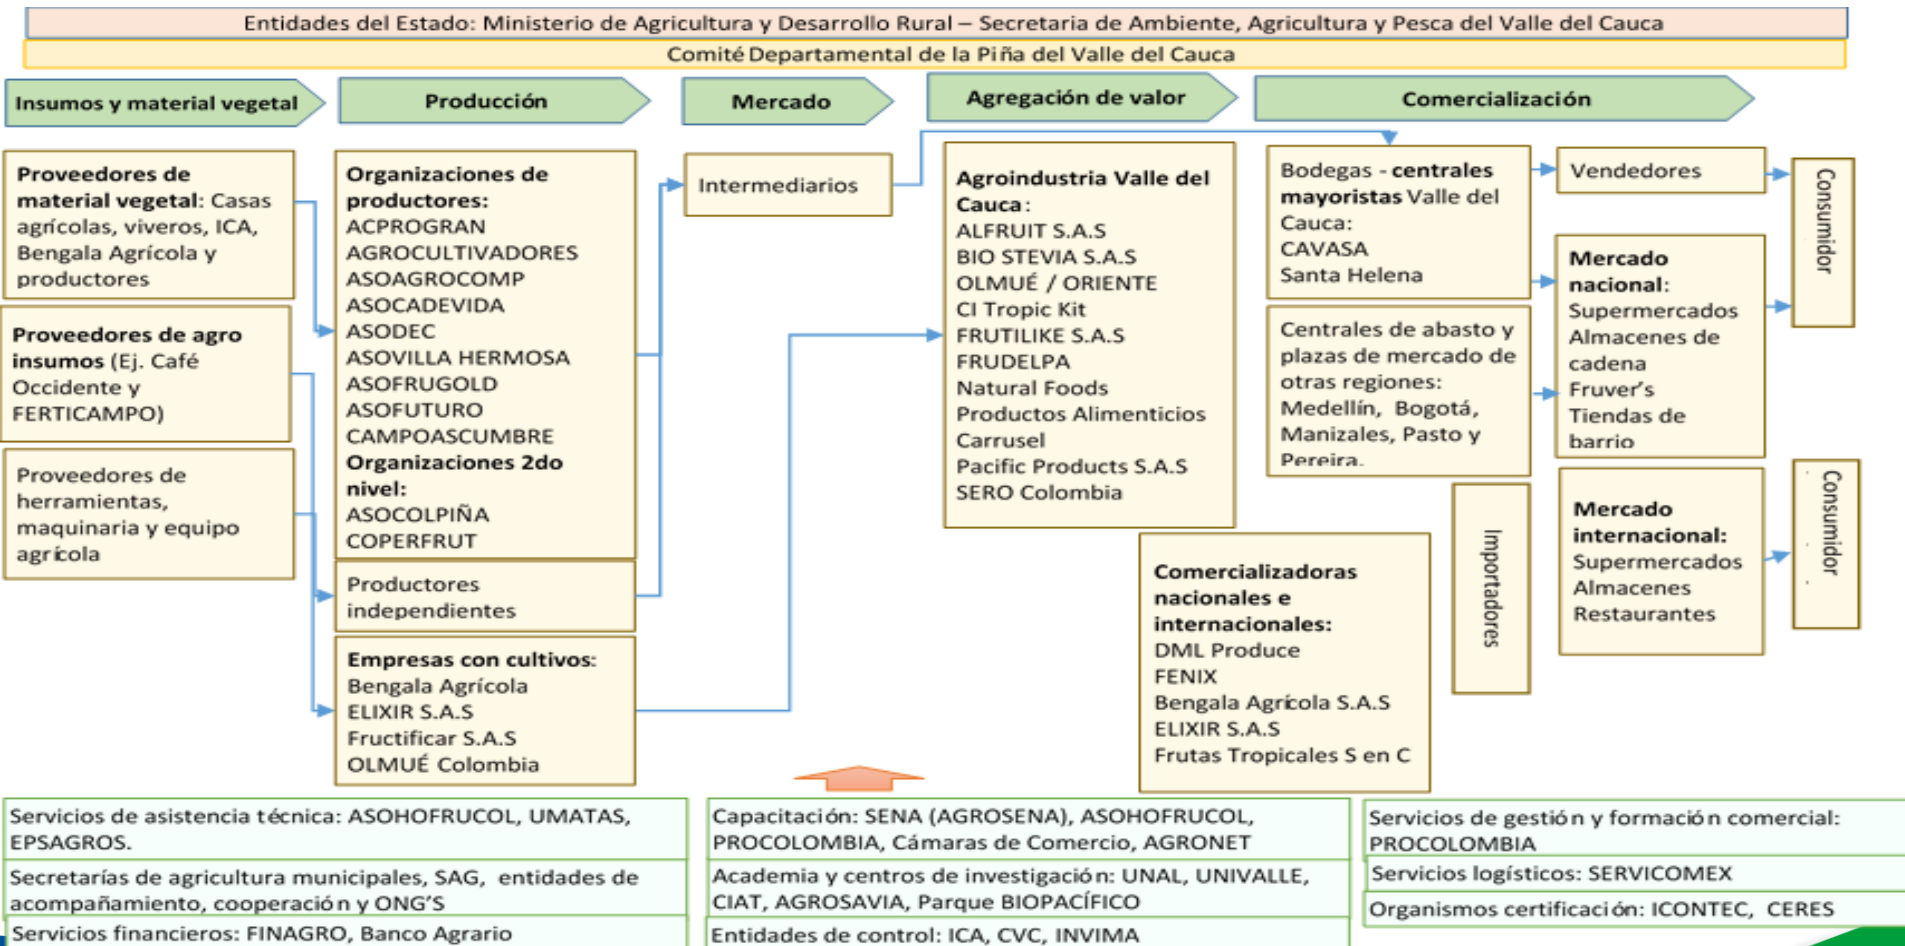 Entidades del Estado: Ministerio de Agricultura y Desarrollo Rural – Secretaria de Ambiente, Agricultura y Pesca del Valle del Cauca
Comité Departamental de la Piña del Valle del Cauca
Insumos y material vegetal
Producción
Mercado
Agregación de valor
Comercialización
Proveedores de
material vegetal: Casas
agrícolas, viveros, ICA,
Bengala Agrícola y
productores
Proveedores de agro
insumos (Ej. Café
Occidente y
FERTICAMPO)
Proveedores de
herramientas,
maquinaria y equipo
agrícola
Organizaciones de
productores:
ACPROGRAN
AGROCULTIVADORES
ASOAGROCOMP
ASOCADEVIDA
ASODEC
ASOVILLA HERMOSA
ASOFRUGOLD
ASOFUTURO
CAMPOASCUMBRE
Organizaciones 2do
nivel:
ASOCOLPIÑA
COPERFRUT
Productores
independientes
Empresas con cultivos:
Bengala Agrícola
ELIXIR S.A.S
Fructificar S.A.S
OLMUÉ Colombia
Intermediarios
Agroindustria Valle del
Cauca:
ALFRUIT S.A.S
BIO STEVIA S.A.S
OLMUÉ / ORIENTE
CI Tropic Kit
FRUTILIKE S.A.S
FRUDELPA
Natural Foods
Productos Alimenticios
Carrusel
Pacific Products S.A.S
SERO Colombia
Comercializadoras
nacionales e
internacionales:
DML Produce
FENIX
Bengala Agrícola S.A.S
ELIXIR S.A.S
Frutas Tropicales S en C
Bodegas - centrales
mayoristas Valle del
Cauca:
CAVASA
Santa Helena
Centrales de abasto y
plazas de mercado de
otras regiones:
Medellín, Bogotá,
Manizales, Pasto y
Pereira.
Importadores
Vendedores
Mercado
nacional:
Supermercados
Almacenes de
cadena
Fruver's
Tiendas de
barrio
Mercado
internacional:
Supermercados
Almacenes
Restaurantes
Consumidor
Consumidor
Servicios de asistencia técnica: ASOHOFRUCOL, UMATAS,
EPSAGROS.
Secretarías de agricultura municipales, SAG, entidades de
acompañamiento, cooperación y ONG'S
Servicios financieros: FINAGRO, Banco Agrario
Capacitación: SENA (AGROSENA), ASOHOFRUCOL,
PROCOLOMBIA, Cámaras de Comercio, AGRONET
Academia y centros de investigación: UNAL, UNIVALLE,
CIAT, AGROSAVIA, Parque BIOPACÍFICO
Entidades de control: ICA, CVC, INVIMA
Servicios de gestión y formación comercial:
PROCOLOMBIA
Servicios logísticos: SERVICOMEX
Organismos certificación: ICONTEC, CERES